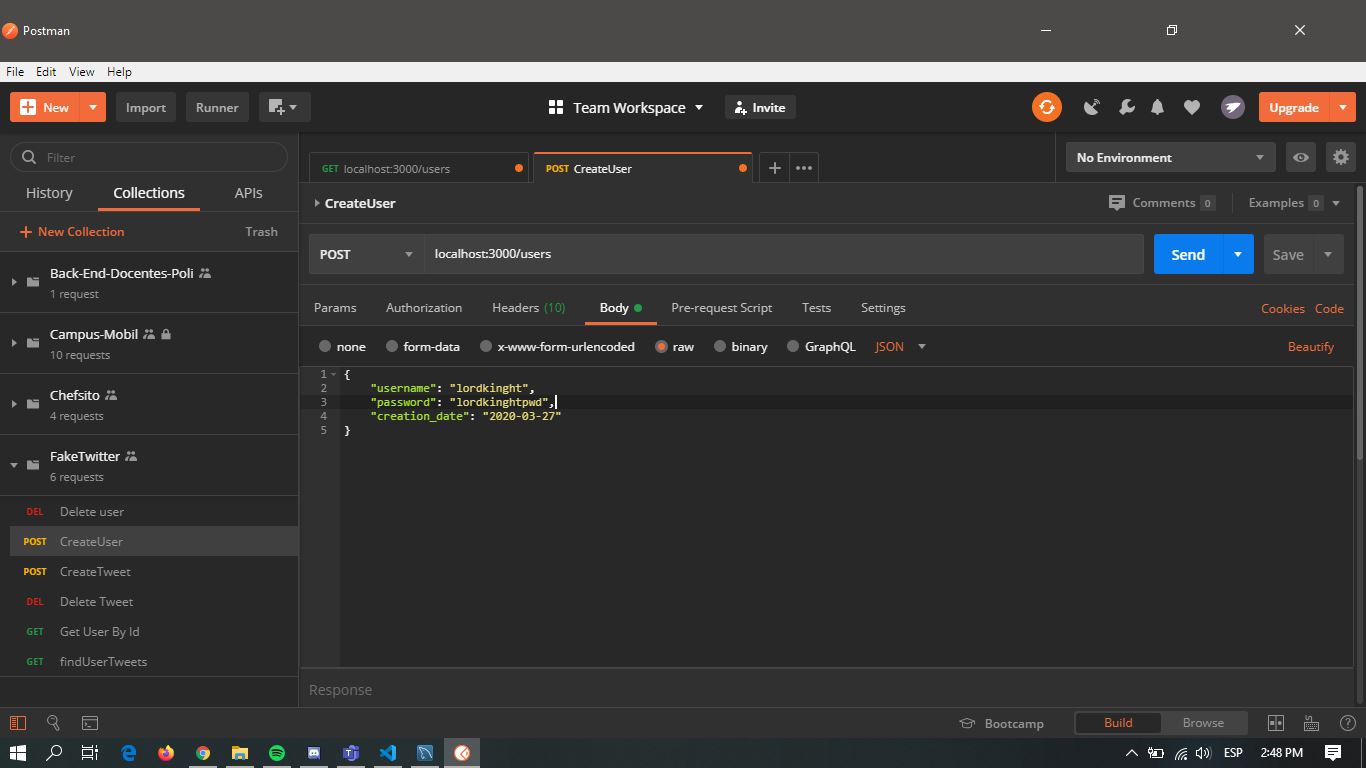 Postman
File Edit View Help
New Import Runner Team Workspace Invite Upgrade
Filter
History Collections APIs
New Collection Trash
Back-End-Docentes-Poli
1 request
Campus-Mobil
10 requests
Chefsito
4 requests
FakeTwitter
6 requests
DEL Delete user
POST CreateUser
POST CreateTweet
DEL Delete Tweet
GET Get User By Id
GET findUserTweets
GET localhost:3000/users POST CreateUser No Environment
CreateUser Comments 0 Examples 0
POST localhost:3000/users Send Save
Params Authorization Headers (10) Body Pre-request Script Tests Settings Cookies Code
none form-data x-www-form-urlencoded raw binary GraphQL JSON Beautify
1 {
2 "username": "lordkinght",
3 "password": "lordkinghtpwd",
4 "creation_date": "2020-03-27"
5 }
Response
Bootcamp Build Browse
ESP 2:48 PM